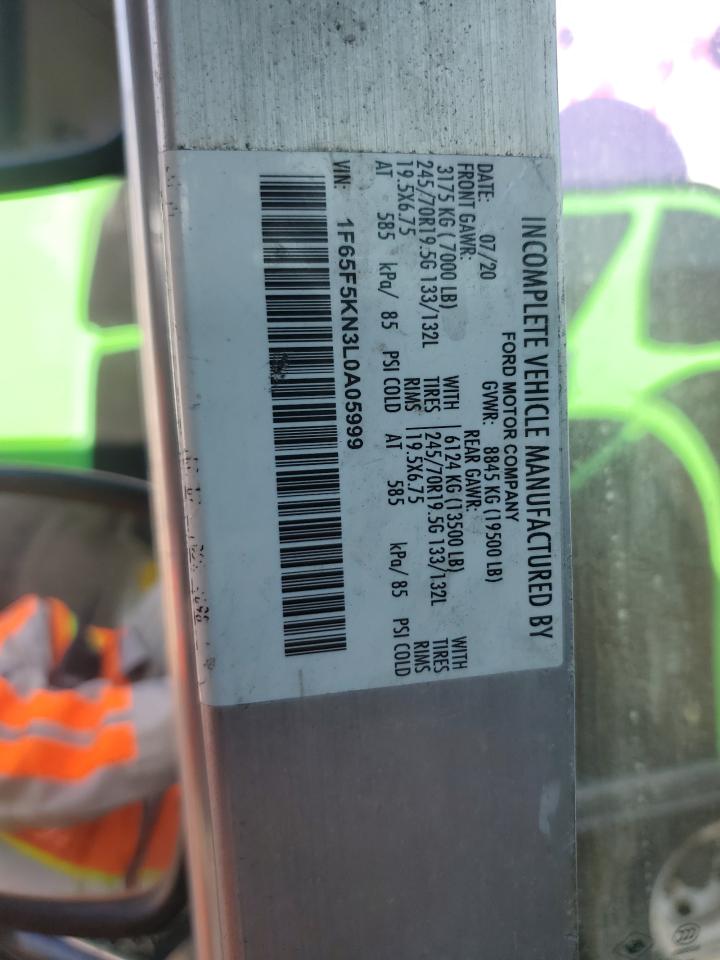 INCOMPLETE VEHICLE MANUFACTURED BY
FORD MOTOR COMPANY
DATE: 07/20 GVWR: 8845 KG (19500 LB)
FRONT GAWR: REAR GAWR:
3175 KG ( 7000 LB) WITH 6124 KG (13500 LB) WITH
245/70R19.5G 133/132L TIRES 245/70R19.5G 133/132L TIRES
19.5X6.75 RIMS 19.5X6.75 RIMS
AT 585 kPa/ 85 PSI COLD AT 585 kPa/ 85 PSI COLD
VIN: 1F65F5KN3L0A05999